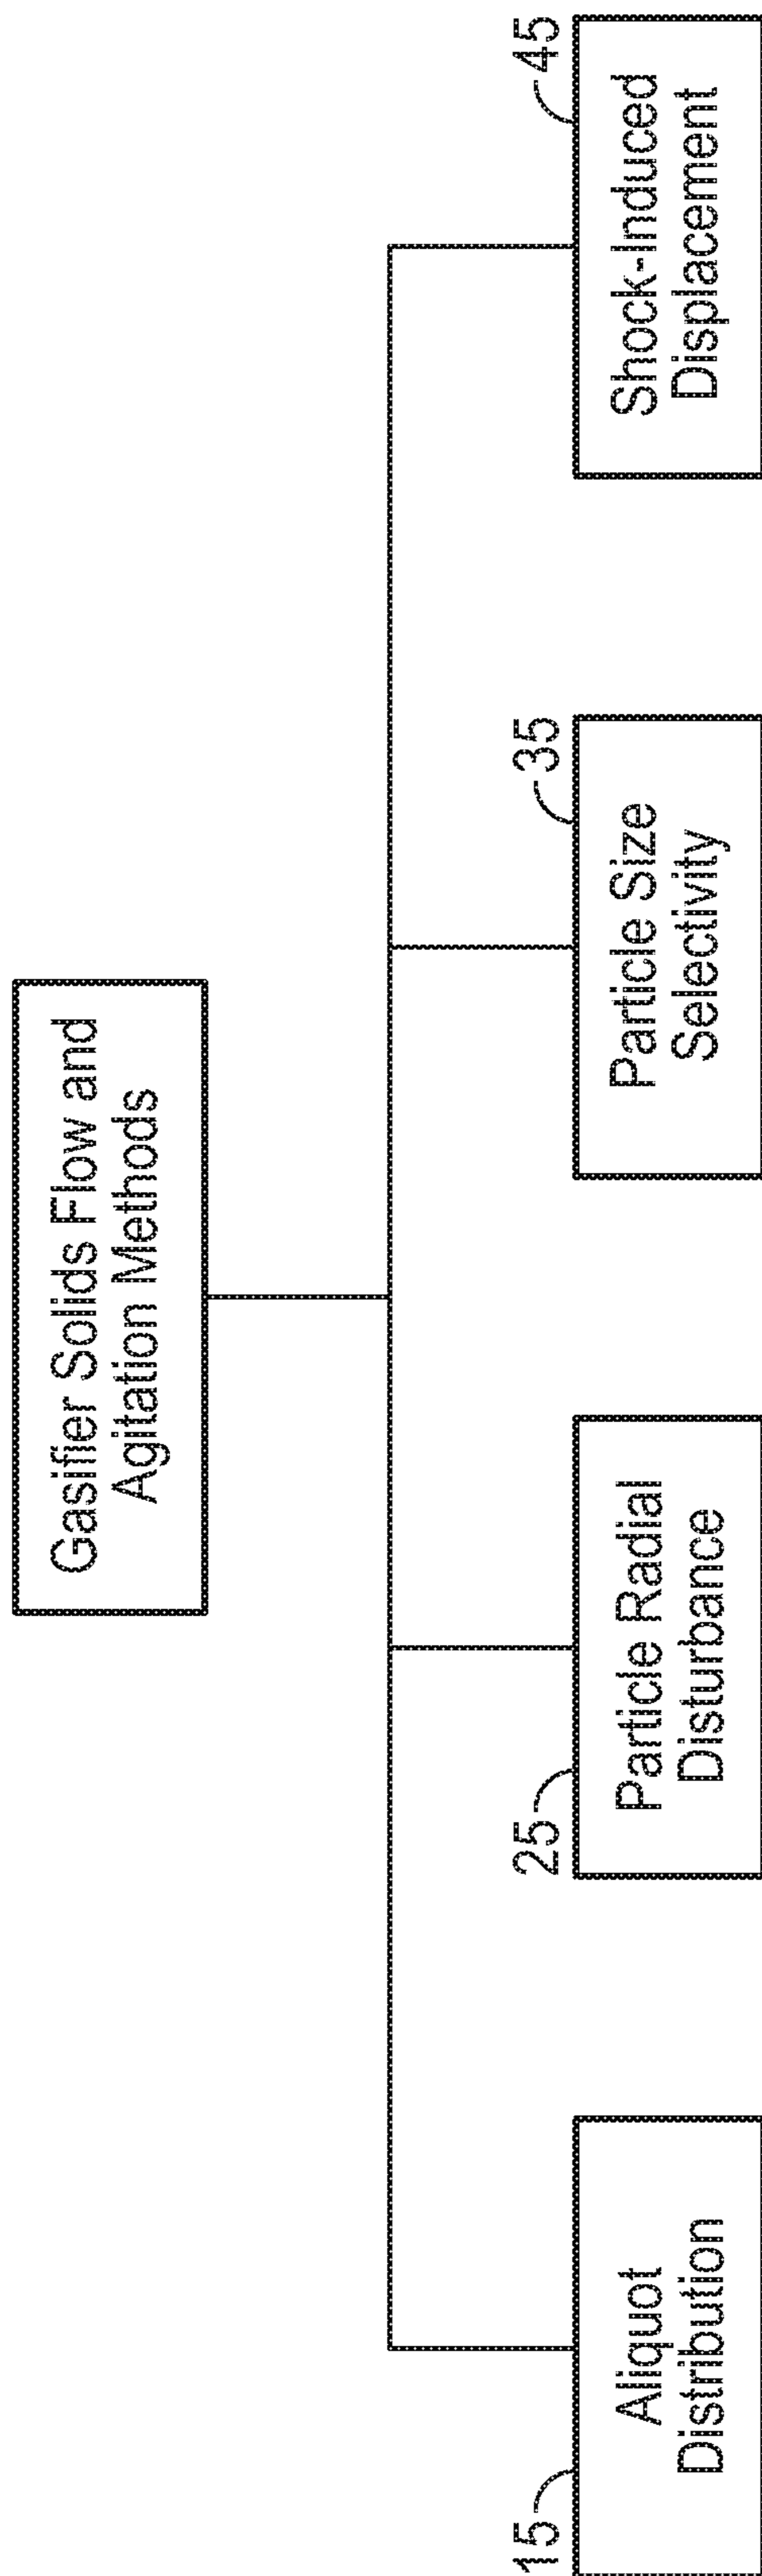 Gasifier Solids Flow and
Agitation Methods
15
Aliquot
Distribution
25
Particle Radial
Disturbance
35
Particle Size
Selectivity
45
Shock-Induced
Displacement